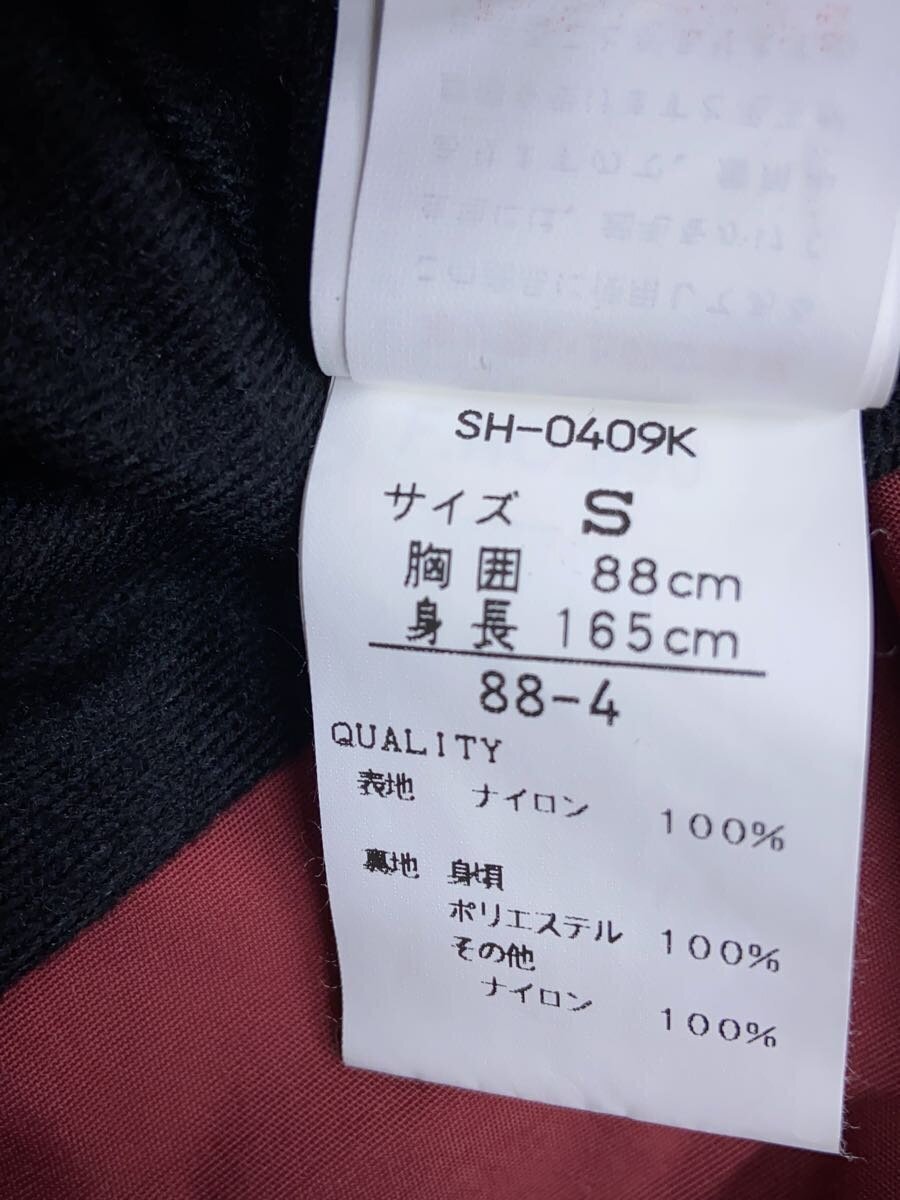 SH-0409K
サイズ S
胸囲 88cm
身長 165cm
88-4
QUALITY
表地 ナイロン 100%
裏地 身頃
ポリエステル 100%
その他
ナイロン 100%